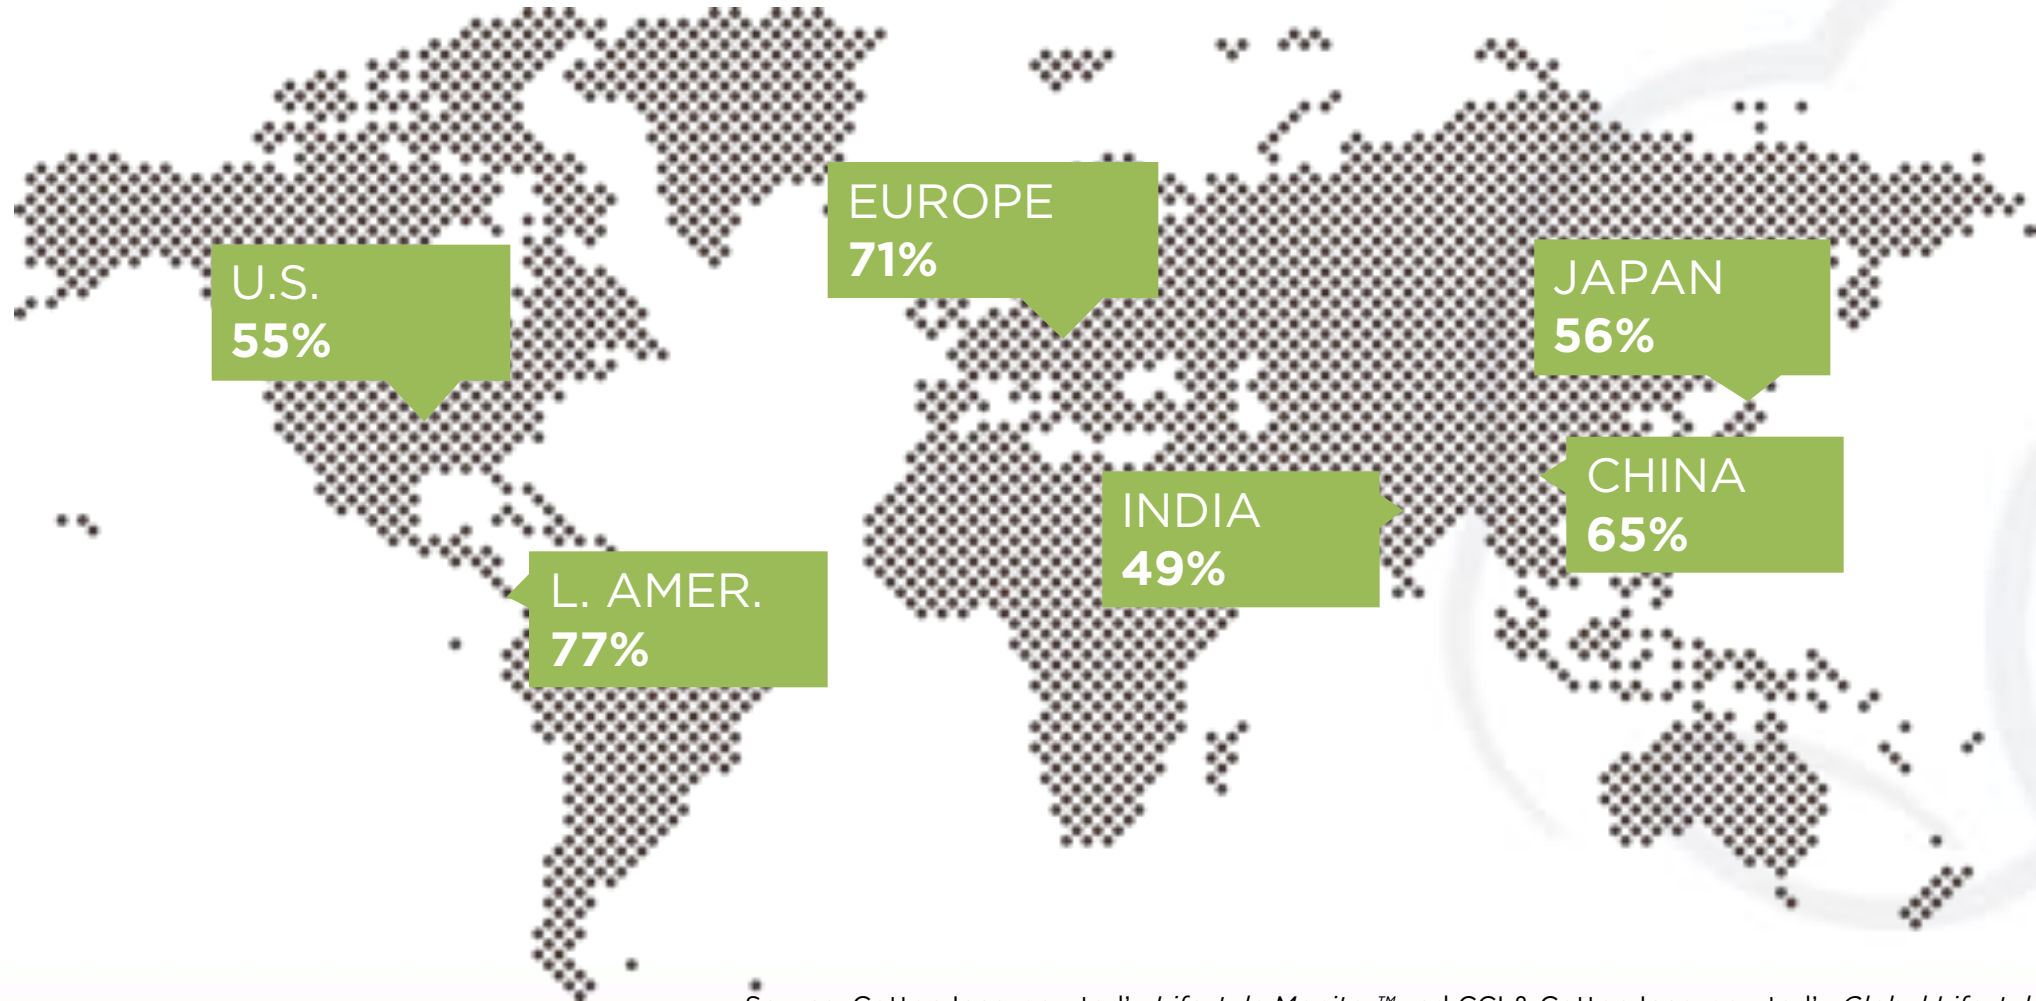 EUROPE
71%
U.S.
55%
JAPAN
56%
CHINA
65%
INDIA
49%
L. AMER.
77%